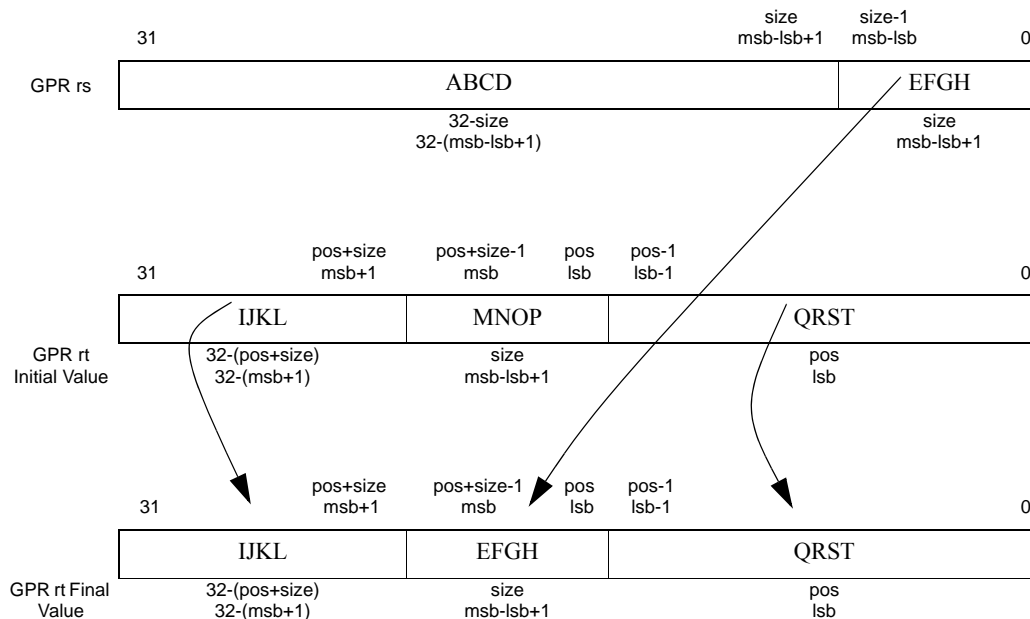 size size-1
31 msb-lsb+1 msb-lsb 0
GPR rs ABCD EFGH
32-size size
32-(msb-lsb+1) msb-lsb+1
pos+size pos+size-1 pos pos-1
31 msb+1 msb lsb lsb-1 0
IJKL MNOP QRST
GPR rt 32-(pos+size) size pos
Initial Value 32-(msb+1) msb-lsb+1 lsb
pos+size pos+size-1 pos pos-1
31 msb+1 msb lsb lsb-1 0
IJKL EFGH QRST
GPR rt Final 32-(pos+size) size pos
Value 32-(msb+1) msb-lsb+1 lsb